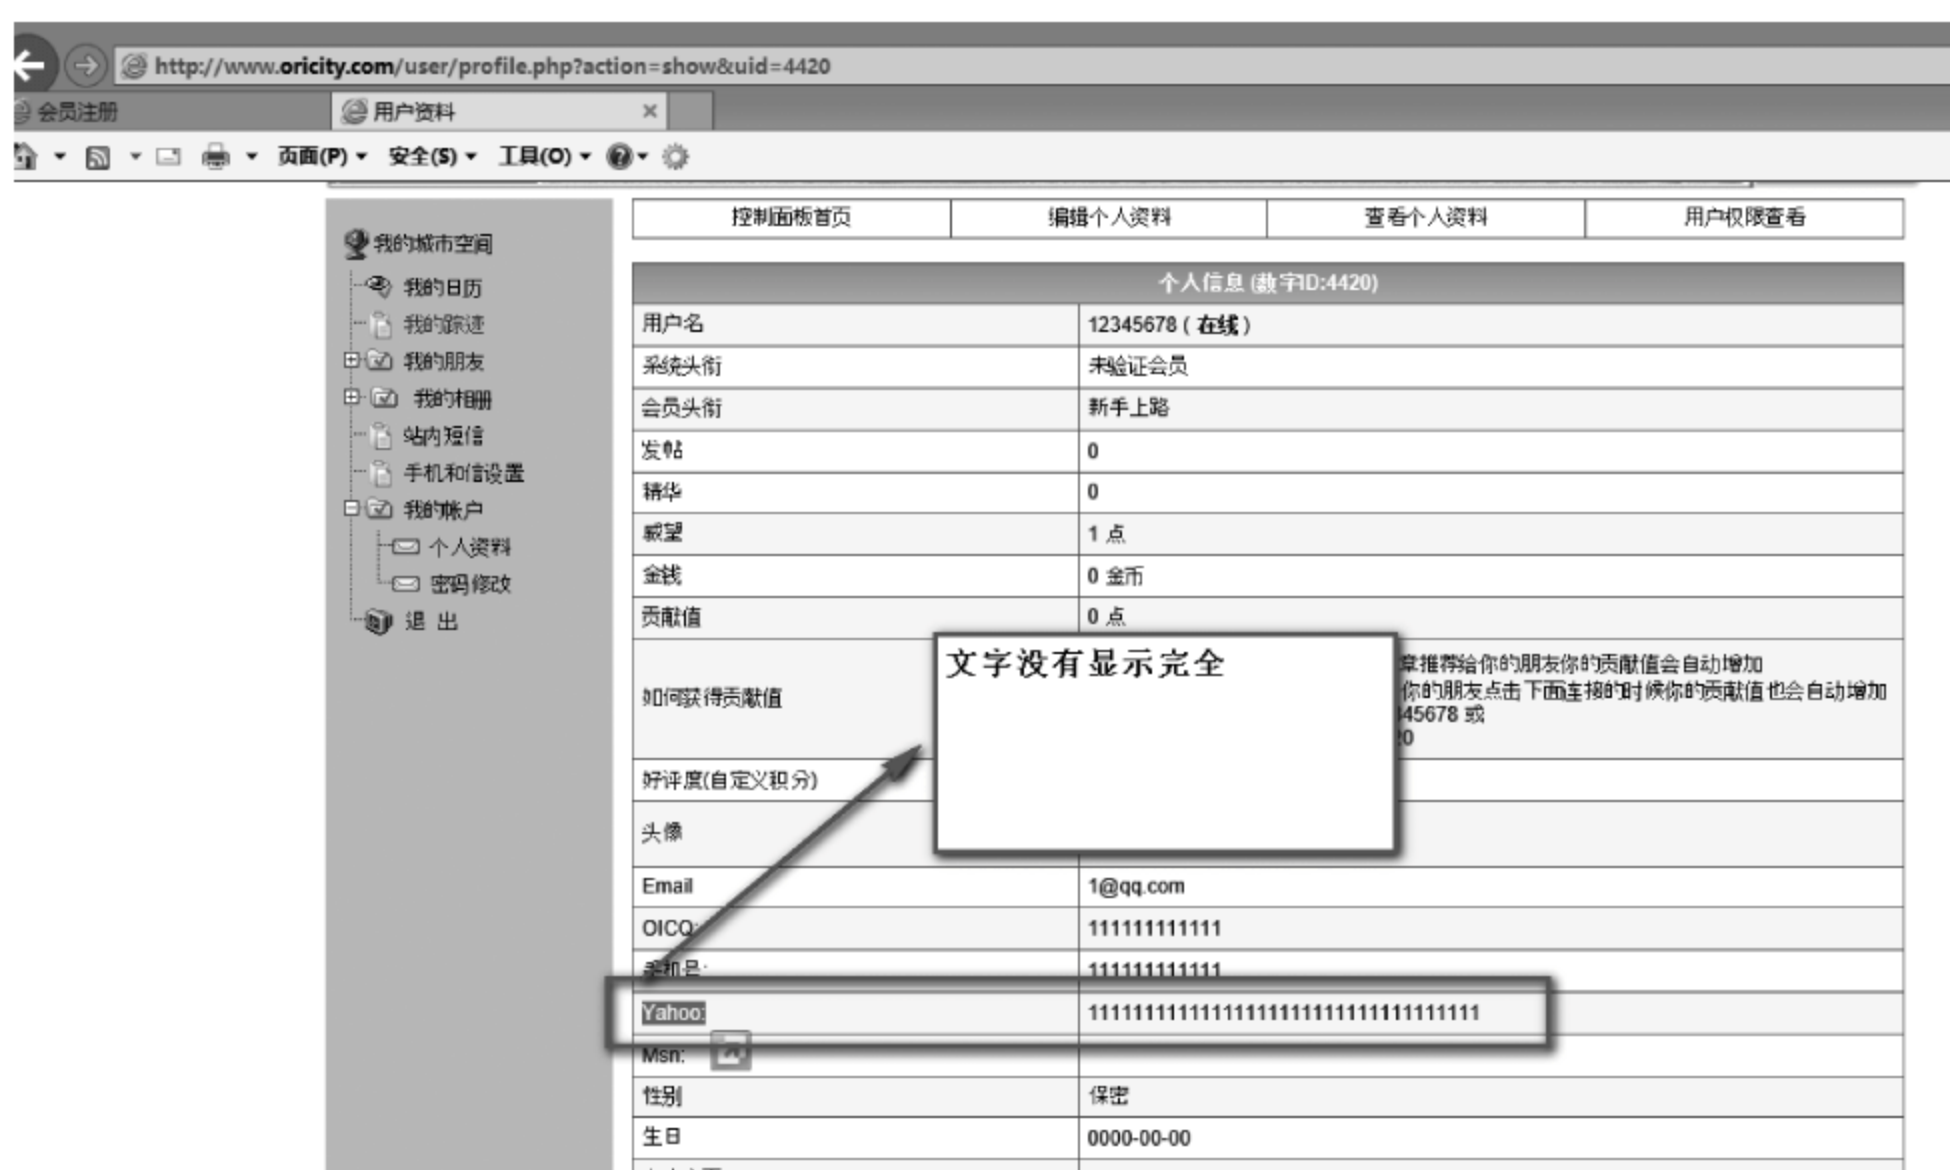 http://www.oricity.com/user/profile.php?action=show&uid=4420
会员注册
用户资料
页面(P)
安全(S)
工具(O)
控制面板首页
编辑个人资料
查看个人资料
用户权限查看
我的城市空间
我的日历
我的踪迹
我的朋友
我的相册
站内短信
手机和信设置
我的帐户
个人资料
密码修改
退 出
个人信息 (数字ID:4420)
用户名
12345678 ( 在线 )
系统头衔
未验证会员
会员头衔
新手上路
发帖
0
精华
0
威望
1 点
金钱
0 金币
贡献值
0 点
文字没有显示完全
如何获得贡献值
章推荐给你的朋友你的贡献值会自动增加
你的朋友点击下面连接的时候你的贡献值也会自动增加
45678 或
20
好评度(自定义积分)
头像
Email
1@qq.com
OICQ:
111111111111
手机号:
111111111111
Yahoo:
Msn:
性别
保密
生日
0000-00-00